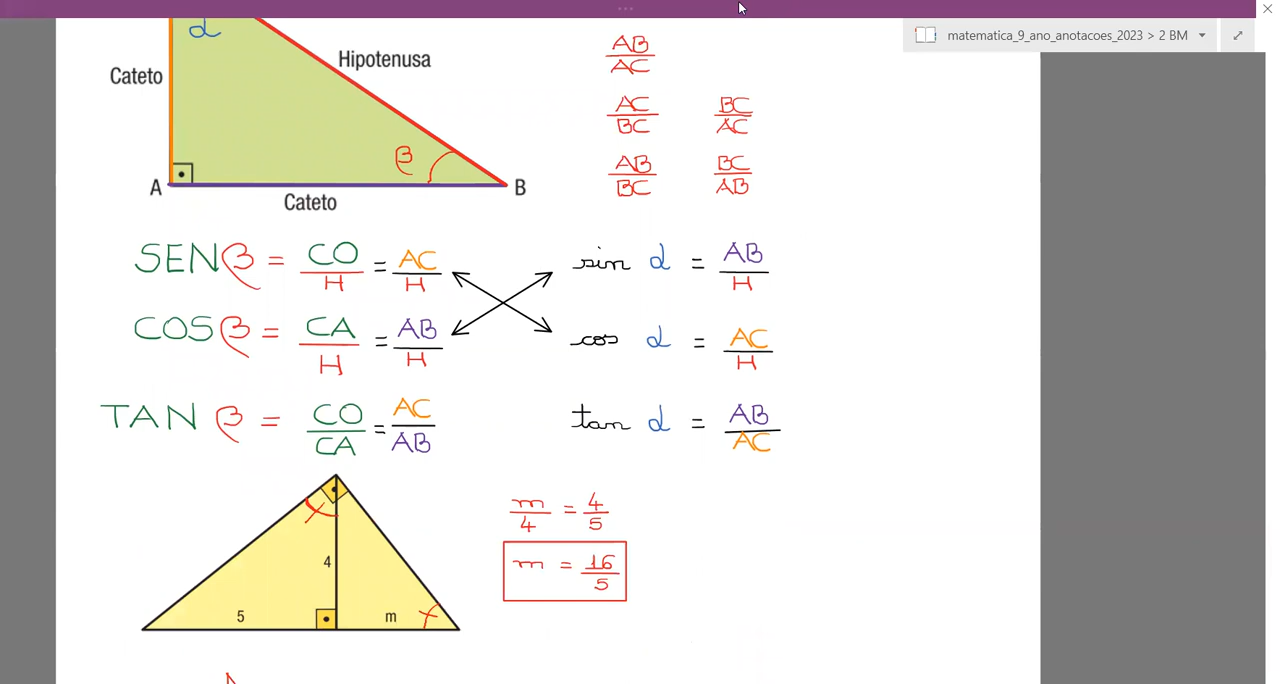 matematica_9_ano_anotacoes_2023 > 2 BM
α
Cateto
Hipotenusa
β
A
B
Cateto
AB/AC
AC/BC BC/AC
AB/BC BC/AB
SEN β = CO/H = AC/H sin α = AB/H
COS β = CA/H = AB/H cos α = AC/H
TAN β = CO/CA = AC/AB tan α = AB/AC
4
5
m
m/4 = 4/5
m = 16/5